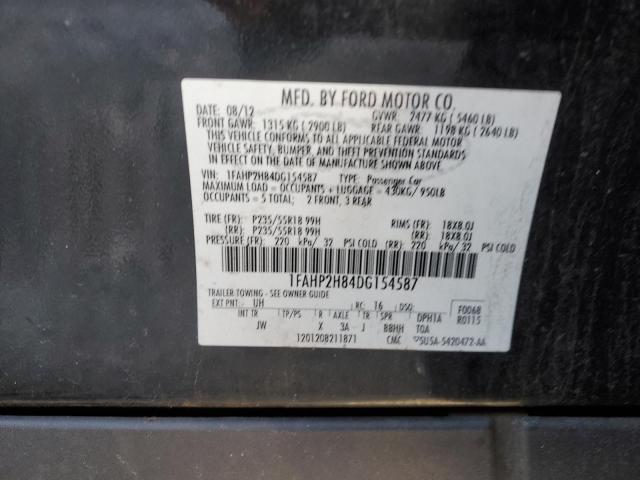 MFD. BY FORD MOTOR CO.
DATE: 08/12 GVWR: 2477 KG ( 5460 LB)
FRONT GAWR: 1315 KG ( 2900 LB) REAR GAWR: 1198 KG ( 2640 LB)
THIS VEHICLE CONFORMS TO ALL APPLICABLE FEDERAL MOTOR
VEHICLE SAFETY, BUMPER, AND THEFT PREVENTION STANDARDS
IN EFFECT ON THE DATE OF MANUFACTURE SHOWN ABOVE.
VIN: 1FAHP2H84DG154587 TYPE: Passenger Car
MAXIMUM LOAD = OCCUPANTS + LUGGAGE = 430KG/ 950LB
OCCUPANTS = 5 TOTAL: 2 FRONT, 3 REAR
TIRE (FR): P235/55R18 99H RIMS (FR): 18X8.0J
(RR): P235/55R18 99H (RR): 18X8.0J
PRESSURE (FR): 220 kPa/ 32 PSI COLD (RR): 220 kPa/ 32 PSI COLD
1FAHP2H84DG154587
TRAILER TOWING - SEE OWNER GUIDE
EXT PNT: UH RC: 16 DSO: F0068
INT TR TP/PS R AXLE TR SPR DPH1A R0115
JW X 3A J BBHH TOA
1201208211871 CMC 5U5A-5420472-AA